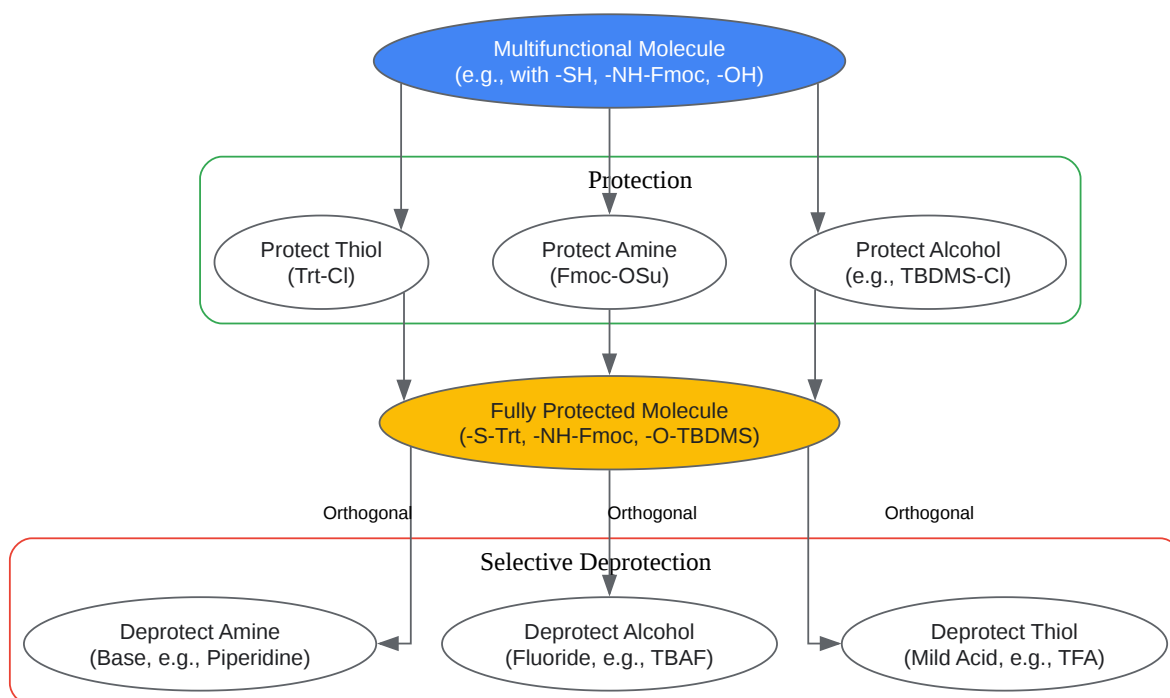 Multifunctional Molecule
(e.g., with -SH, -NH-Fmoc, -OH)
Protection
Protect Thiol
(Trt-Cl)
Protect Amine
(Fmoc-OSu)
Protect Alcohol
(e.g., TBDMS-Cl)
Fully Protected Molecule
(-S-Trt, -NH-Fmoc, -O-TBDMS)
Orthogonal
Orthogonal
Orthogonal
Selective Deprotection
Deprotect Amine
(Base, e.g., Piperidine)
Deprotect Alcohol
(Fluoride, e.g., TBAF)
Deprotect Thiol
(Mild Acid, e.g., TFA)